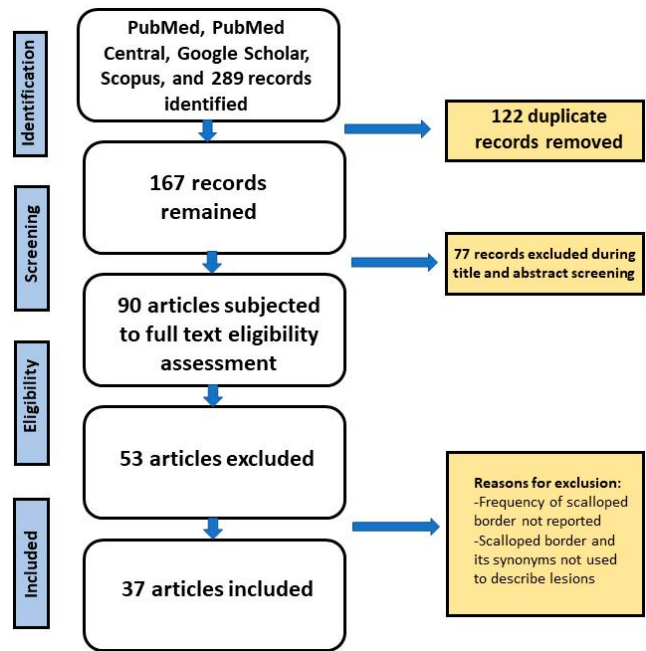 Identification
PubMed, PubMed
Central, Google Scholar,
Scopus, and 289 records
identified
122 duplicate
records removed
167 records
remained
Screening
77 records excluded during
title and abstract screening
90 articles subjected
to full text eligibility
assessment
Eligibility
53 articles excluded
Reasons for exclusion:
-Frequency of scalloped
border not reported
-Scalloped border and
its synonyms not used
to describe lesions
Included
37 articles included